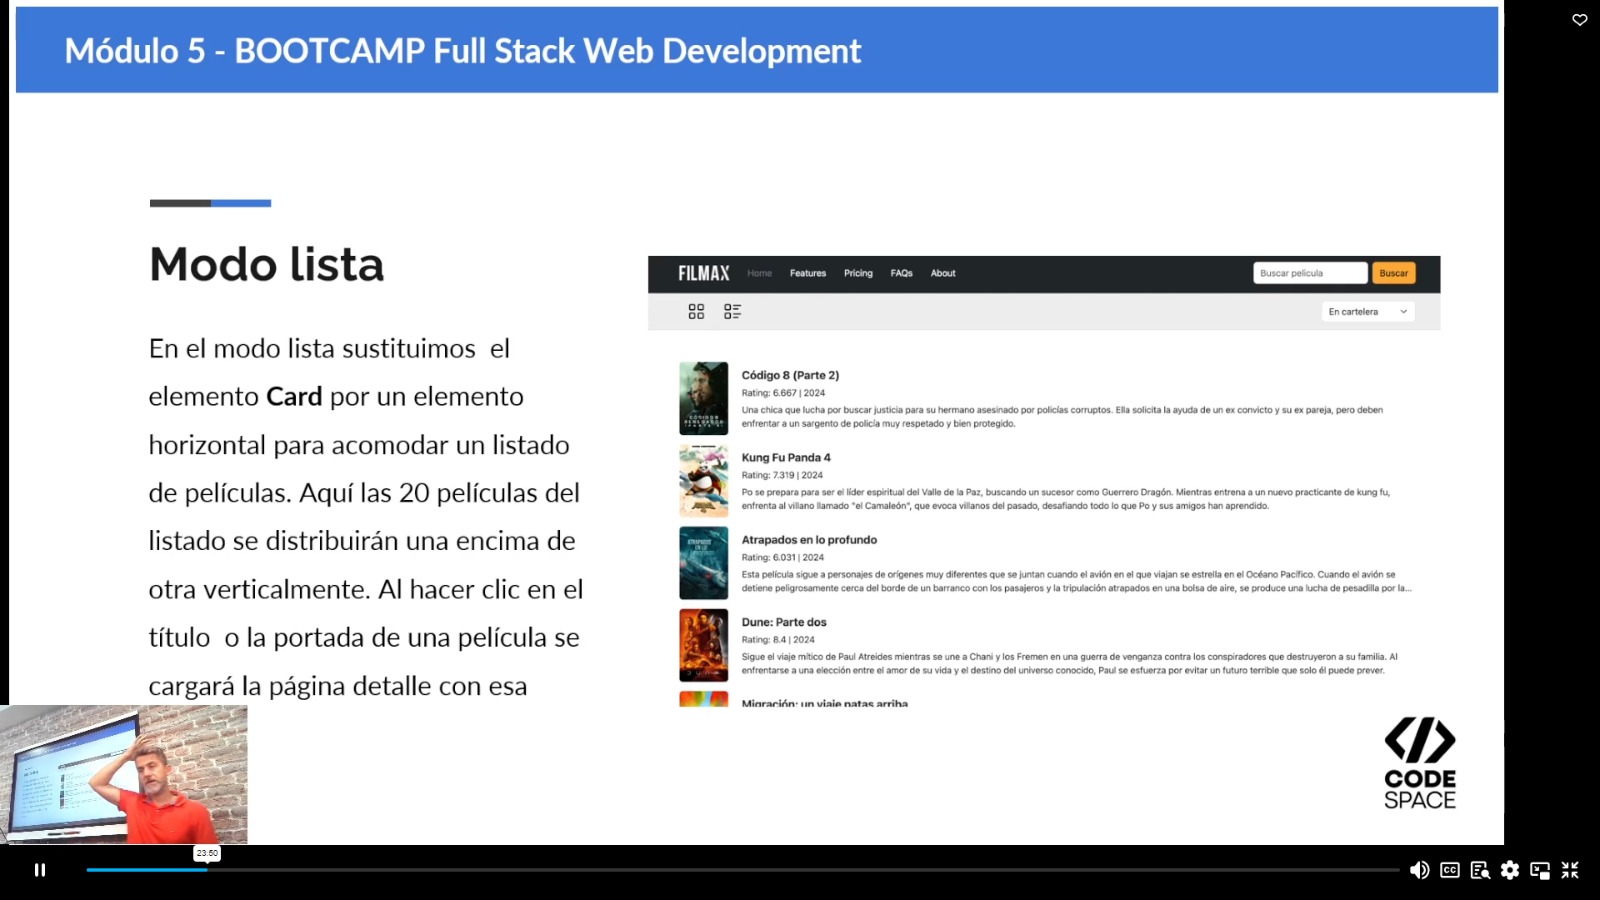 Módulo 5 - BOOTCAMP Full Stack Web Development
Modo lista
En el modo lista sustituimos el
elemento Card por un elemento
horizontal para acomodar un listado
de películas. Aquí las 20 películas del
listado se distribuirán una encima de
otra verticalmente. Al hacer clic en el
título o la portada de una película se
cargará la página detalle con esa
FILMAX Home Features Pricing FAQs About Buscar película Buscar
En cartelera
Código 8 (Parte 2)
Rating: 6.667 | 2024
Una chica que lucha por buscar justicia para su hermano asesinado por policías corruptos. Ella solicita la ayuda de un ex convicto y su ex pareja, pero deben
enfrentar a un sargento de policía muy respetado y bien protegido.
Kung Fu Panda 4
Rating: 7.319 | 2024
Po se prepara para ser el líder espiritual del Valle de la Paz, buscando un sucesor como Guerrero Dragón. Mientras entrena a un nuevo practicante de kung fu,
enfrenta al villano llamado "el Camaleón", que evoca villanos del pasado, desafiando todo lo que Po y sus amigos han aprendido.
Atrapados en lo profundo
Rating: 6.031 | 2024
Esta película sigue a personajes de orígenes muy diferentes que se juntan cuando el avión en el que viajan se estrella en el Océano Pacífico. Cuando el avión se
detiene peligrosamente cerca del borde de un barranco con los pasajeros y la tripulación atrapados en una bolsa de aire, se produce una lucha de pesadilla por la...
Dune: Parte dos
Rating: 8.4 | 2024
Sigue el viaje mítico de Paul Atreides mientras se une a Chani y los Fremen en una guerra de venganza contra los conspiradores que destruyeron a su familia. Al
enfrentarse a una elección entre el amor de su vida y el destino del universo conocido, Paul se esfuerza por evitar un futuro terrible que solo él puede prever.
Migración: un viaje patas arriba
CODE
SPACE
23:50
CC